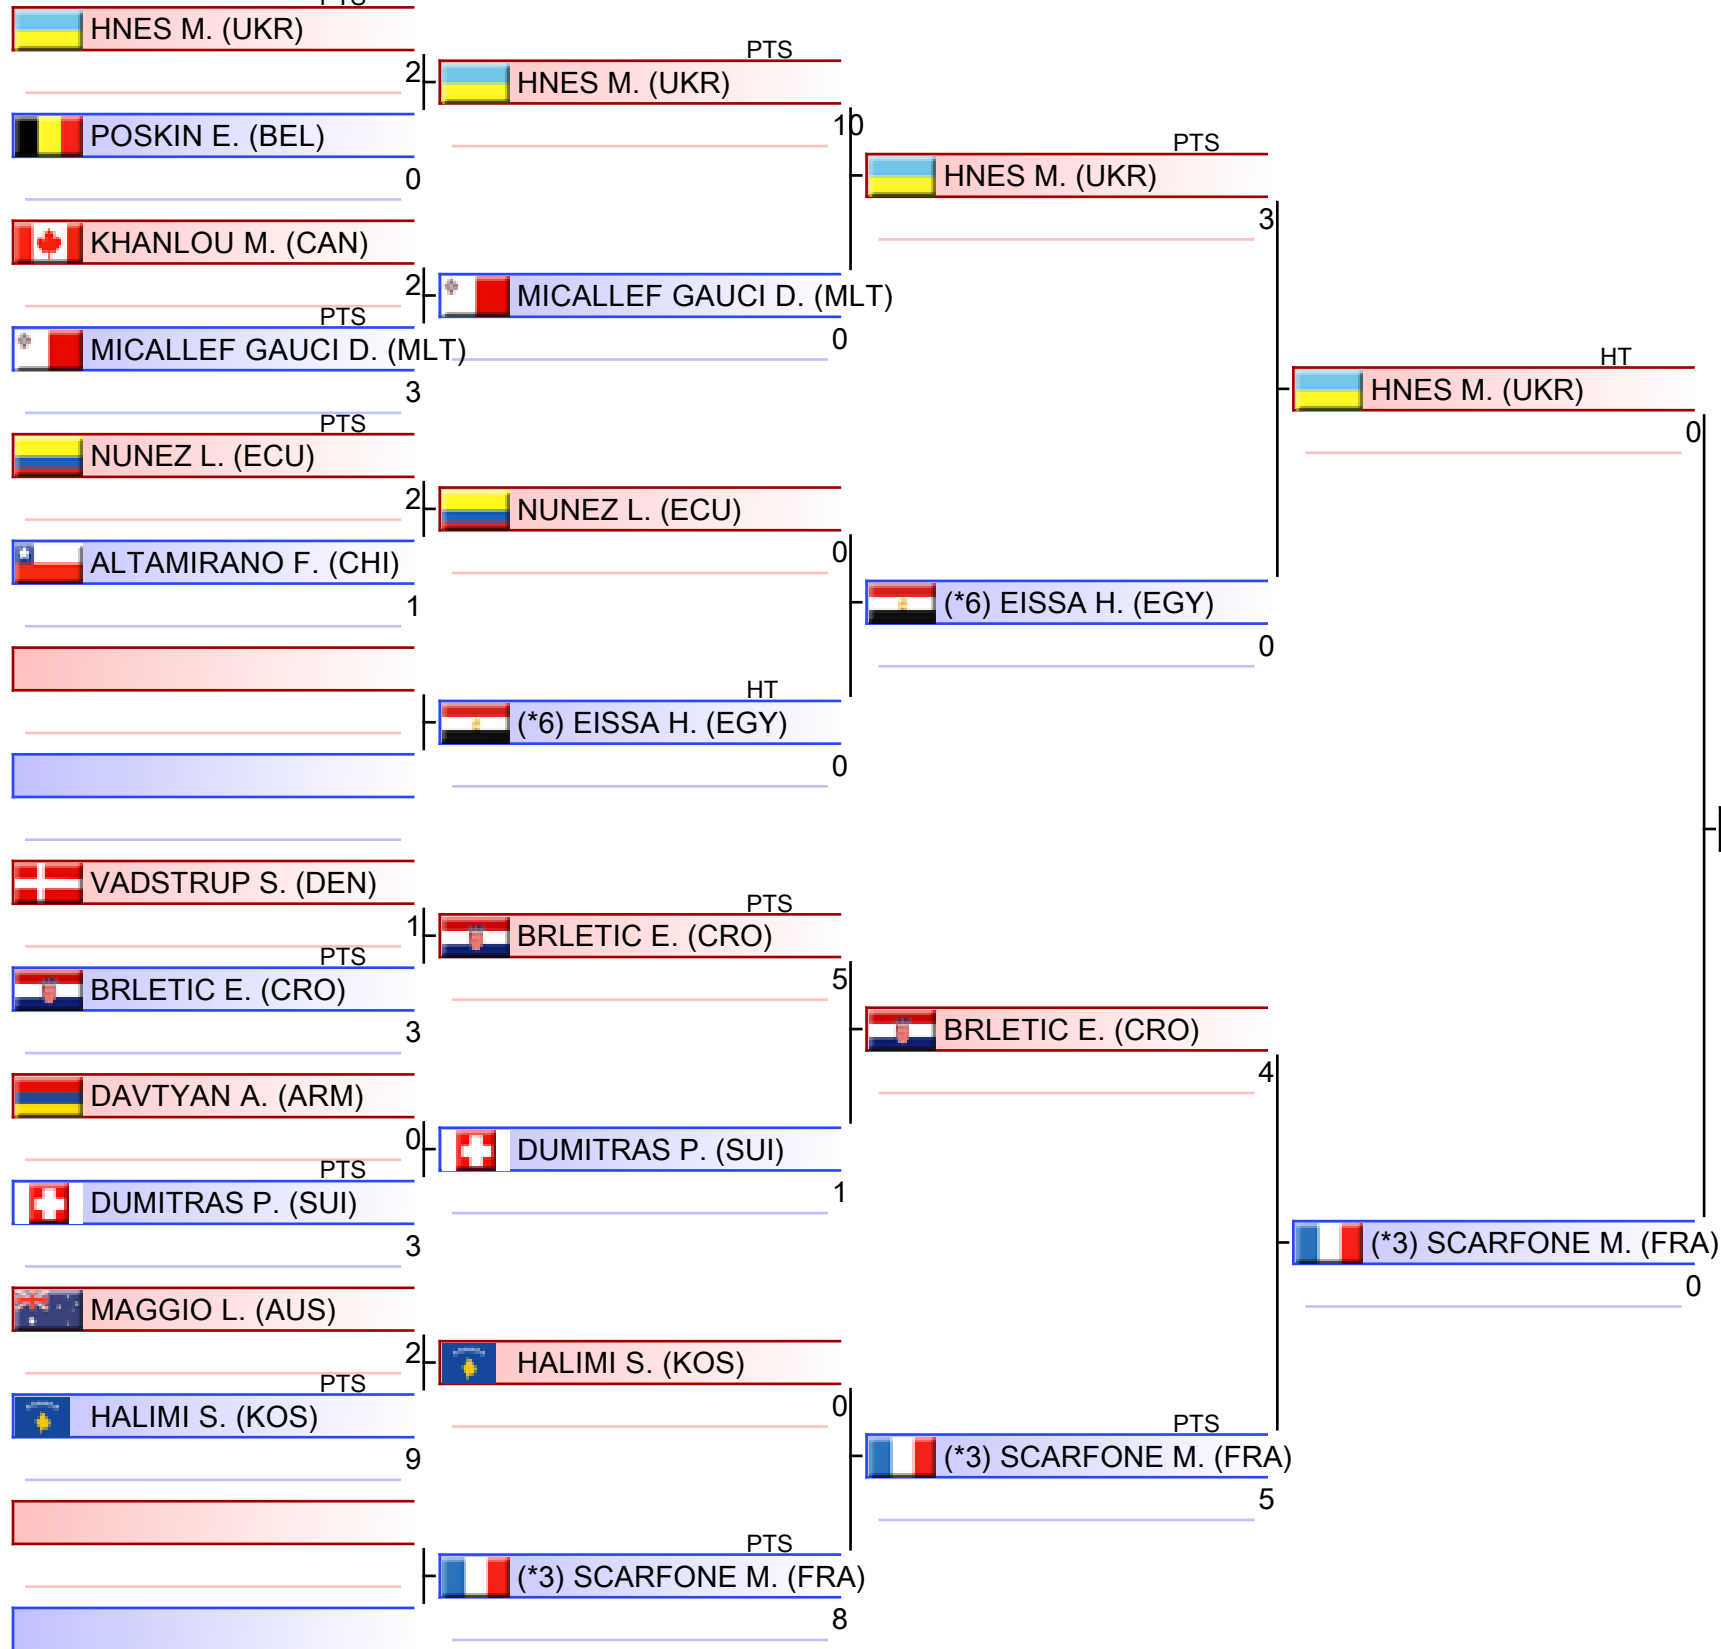 PTS
HNES M. (UKR)
2
POSKIN E. (BEL)
0
KHANLOU M. (CAN)
2
PTS
MICALLEF GAUCI D. (MLT)
3
PTS
NUNEZ L. (ECU)
2
ALTAMIRANO F. (CHI)
1
VADSTRUP S. (DEN)
1
PTS
BRLETIC E. (CRO)
3
DAVTYAN A. (ARM)
0
PTS
DUMITRAS P. (SUI)
3
MAGGIO L. (AUS)
2
PTS
HALIMI S. (KOS)
9
PTS
HNES M. (UKR)
10
MICALLEF GAUCI D. (MLT)
0
NUNEZ L. (ECU)
0
HT
(*6) EISSA H. (EGY)
0
PTS
BRLETIC E. (CRO)
5
DUMITRAS P. (SUI)
1
HALIMI S. (KOS)
0
PTS
(*3) SCARFONE M. (FRA)
8
PTS
HNES M. (UKR)
3
(*6) EISSA H. (EGY)
0
BRLETIC E. (CRO)
4
PTS
(*3) SCARFONE M. (FRA)
5
HT
HNES M. (UKR)
0
(*3) SCARFONE M. (FRA)
0